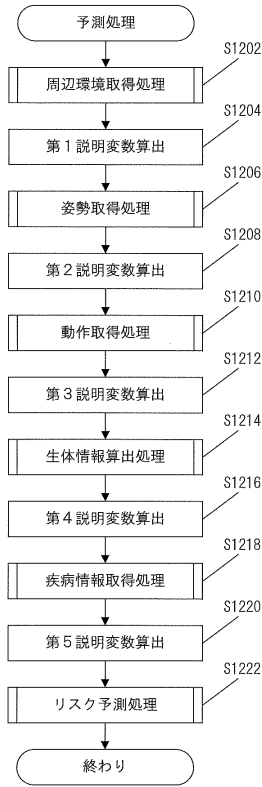 予測処理
S1202
周辺環境取得処理
S1204
第1説明変数算出
S1206
姿勢取得処理
S1208
第2説明変数算出
S1210
動作取得処理
S1212
第3説明変数算出
S1214
生体情報算出処理
S1216
第4説明変数算出
S1218
疾病情報取得処理
S1220
第5説明変数算出
S1222
リスク予測処理
終わり